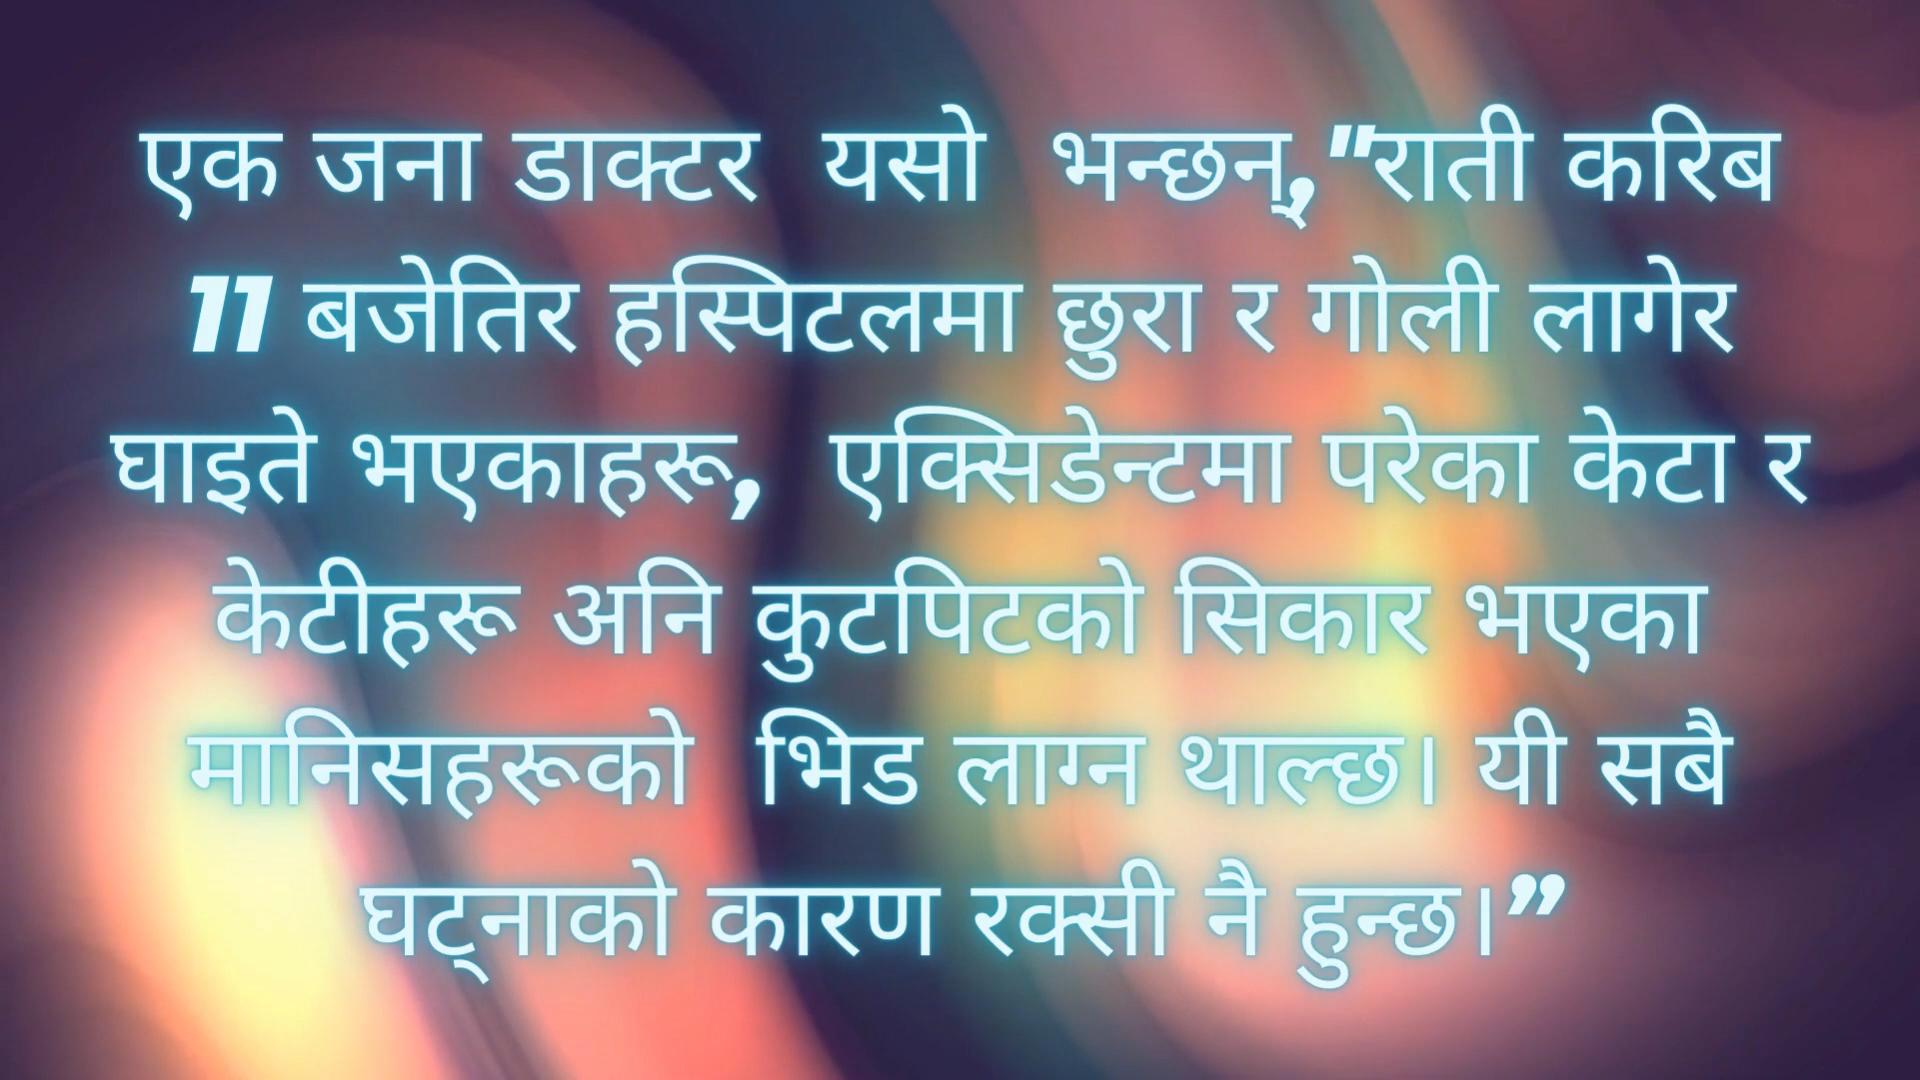 एक जना डाक्टर यसो भन्छन्,"राती करिब
11 बजेतिर हस्पिटलमा छुरा र गोली लागेर
घाइते भएकाहरू, एक्सिडेन्टमा परेका केटा र
केटीहरू अनि कुटपिटको सिकार भएका
मानिसहरूको भिड लाग्न थाल्छ। यी सबै
घट्नाको कारण रक्सी नै हुन्छ।”